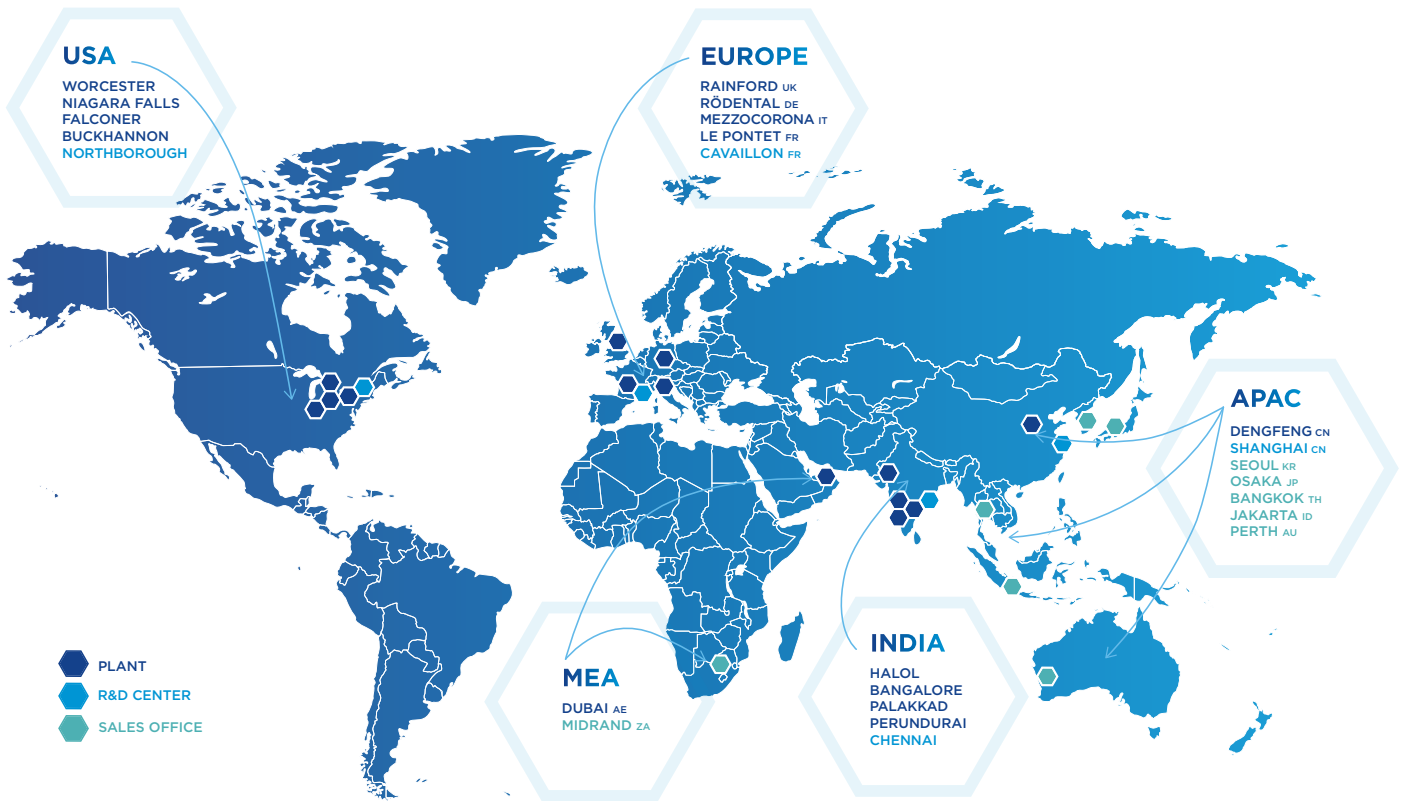 USA
WORCESTER
NIAGARA FALLS
FALCONER
BUCKHANNON
NORTHBOROUGH
EUROPE
RAINFORD UK
RÖDENTAL DE
MEZZOCORONA IT
LE PONTET FR
CAVAILLON FR
APAC
DENGFENG CN
SHANGHAI CN
SEOUL KR
OSAKA JP
BANGKOK TH
JAKARTA ID
PERTH AU
MEA
DUBAI AE
MIDRAND ZA
INDIA
HALOL
BANGALORE
PALAKKAD
PERUNDURAI
CHENNAI
PLANT
R&D CENTER
SALES OFFICE